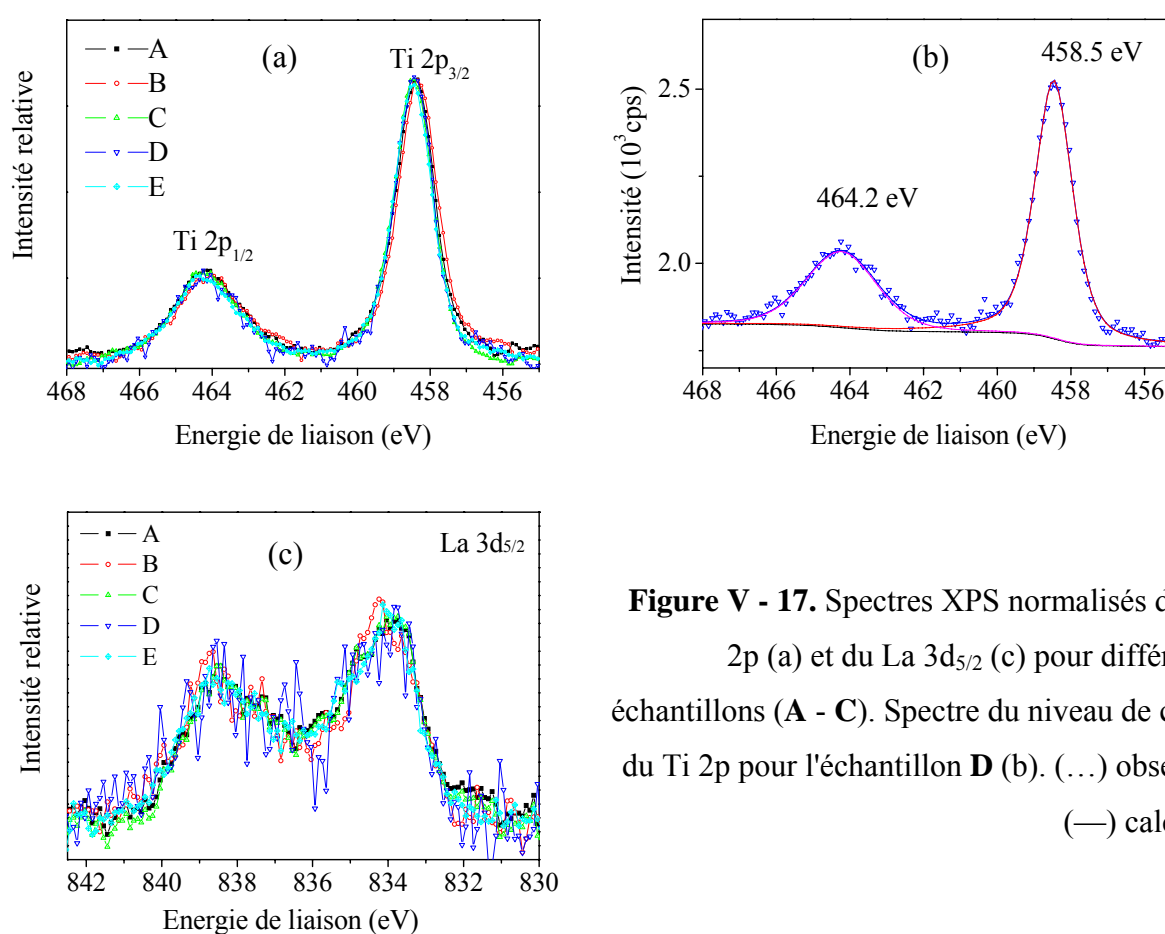 (a)
A
B
C
D
E
Ti 2p3/2
Ti 2p1/2
Intensité relative
468 466 464 462 460 458 456
Energie de liaison (eV)
(b)
458.5 eV
464.2 eV
2.5
2.0
Intensité (10³cps)
468 466 464 462 460 458 456
Energie de liaison (eV)
(c)
A
B
C
D
E
La 3d5/2
Intensité relative
842 840 838 836 834 832 830
Energie de liaison (eV)
Figure V - 17. Spectres XPS normalisés
2p (a) et du La 3d5/2 (c) pour
échantillons (A - C). Spectre du niveau de
du Ti 2p pour l'échantillon D (b). (…)
(—)